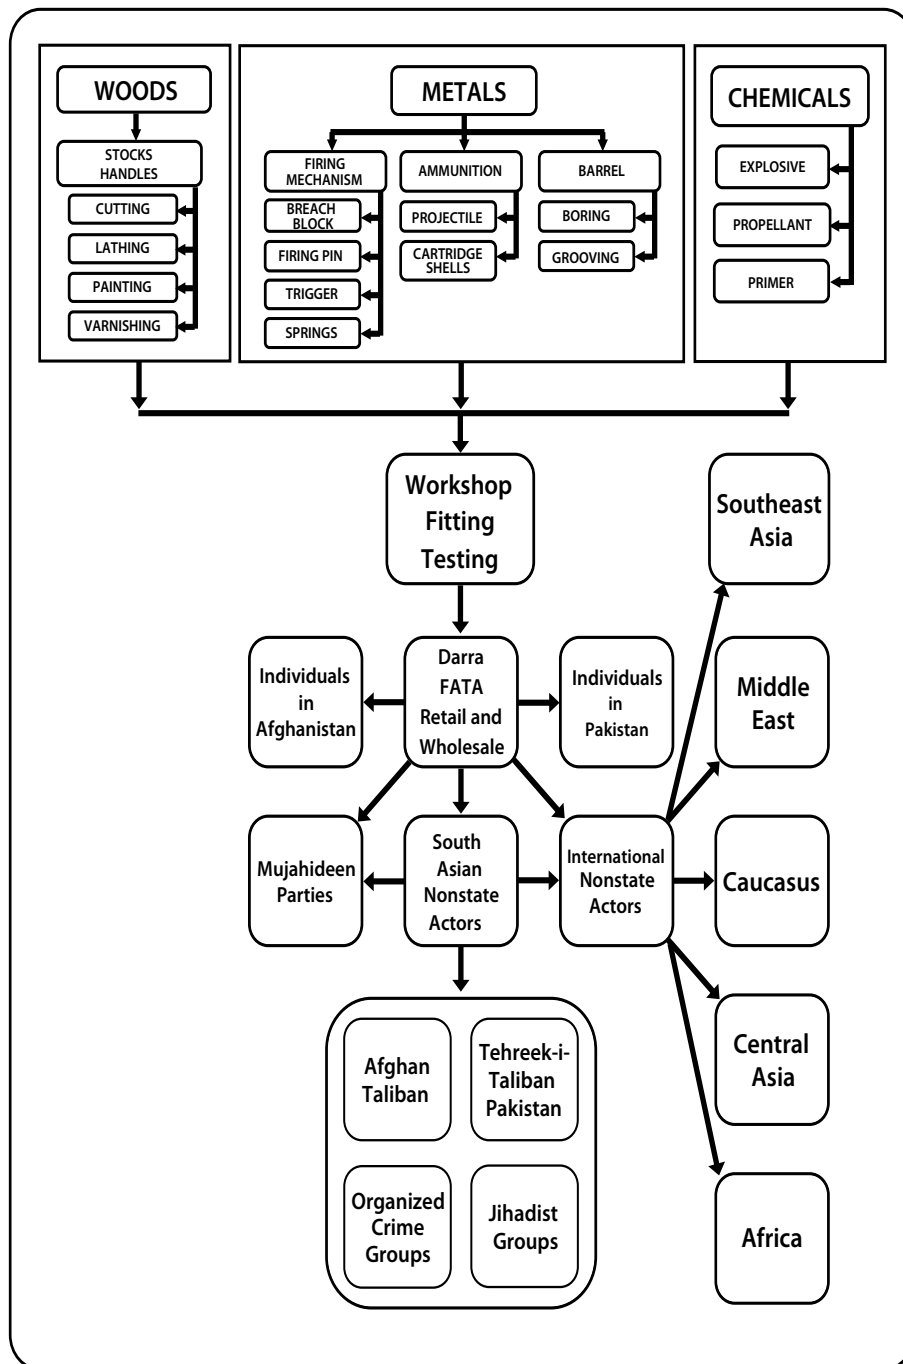 WOODS
STOCKS
HANDLES
CUTTING
LATHING
PAINTING
VARNISHING
METALS
FIRING
MECHANISM
BREACH
BLOCK
FIRING PIN
TRIGGER
SPRINGS
AMMUNITION
PROJECTILE
CARTRIDGE
SHELLS
BARREL
BORING
GROOVING
CHEMICALS
EXPLOSIVE
PROPELLANT
PRIMER
Workshop
Fitting
Testing
Southeast
Asia
Individuals
in
Afghanistan
Darra
FATA
Retail and
Wholesale
Individuals
in
Pakistan
Middle
East
Mujahideen
Parties
South
Asian
Nonstate
Actors
International
Nonstate
Actors
Caucasus
Afghan
Taliban
Tehreek-i-
Taliban
Pakistan
Central
Asia
Organized
Crime
Groups
Jihadist
Groups
Africa